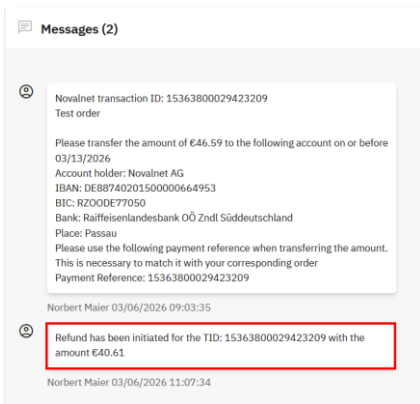 Messages (2)
Novalnet transaction ID: 15363800029423209
Test order
Please transfer the amount of €46.59 to the following account on or before
03/13/2026
Account holder: Novalnet AG
IBAN: DE88740201500000664953
BIC: RZOODE77050
Bank: Raiffeisenlandesbank OÖ Zndl Süddeutschland
Place: Passau
Please use the following payment reference when transferring the amount.
This is necessary to match it with your corresponding order
Payment Reference: 15363800029423209
Norbert Maier 03/06/2026 09:03:35
Refund has been initiated for the TID: 15363800029423209 with the
amount €40.61
Norbert Maier 03/06/2026 11:07:34